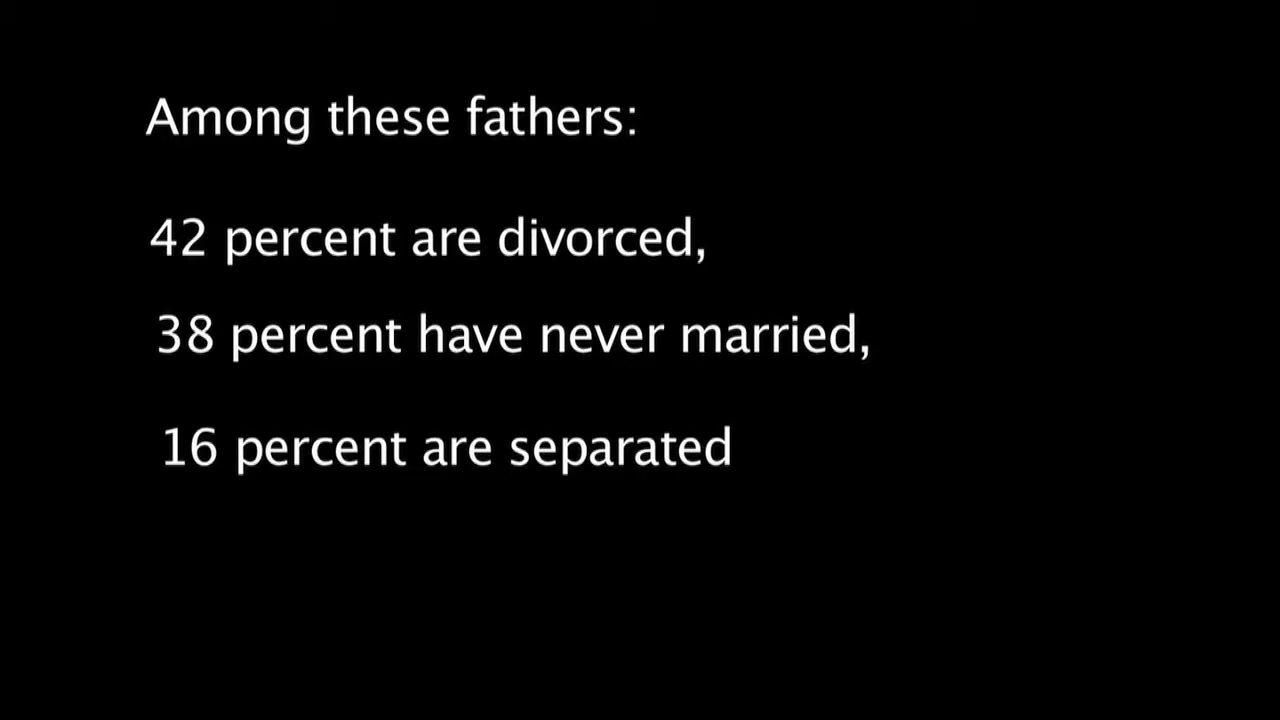 Among these fathers:
42 percent are divorced,
38 percent have never married,
16 percent are separated